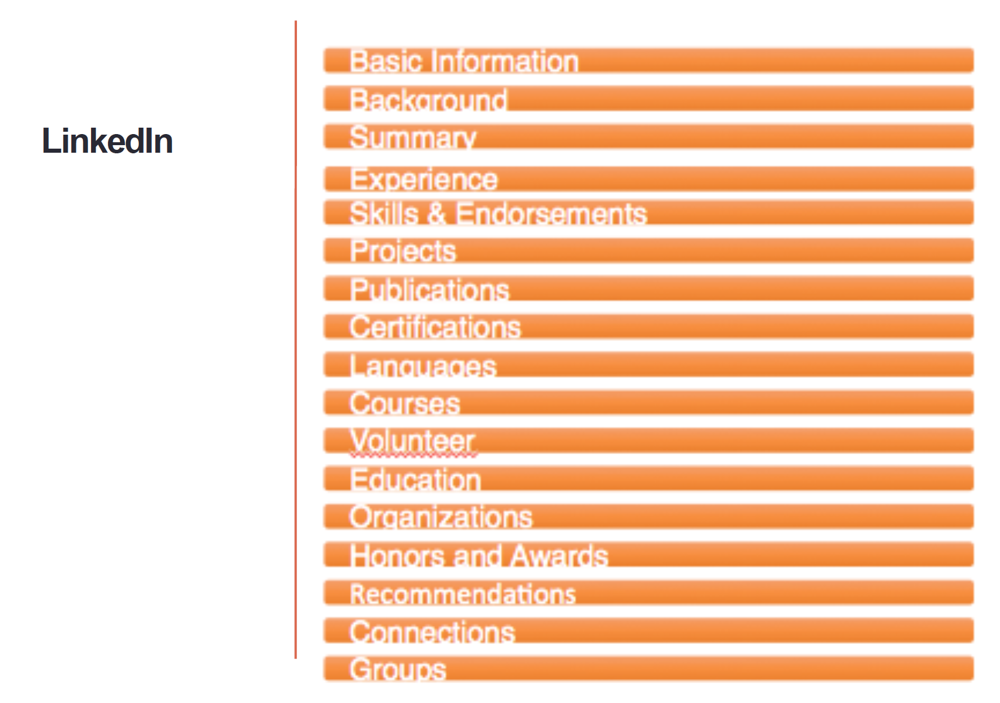 LinkedIn
Basic Information
Background
Summary
Experience
Skills & Endorsements
Projects
Publications
Certifications
Languages
Courses
Volunteer
Education
Organizations
Honors and Awards
Recommendations
Connections
Groups